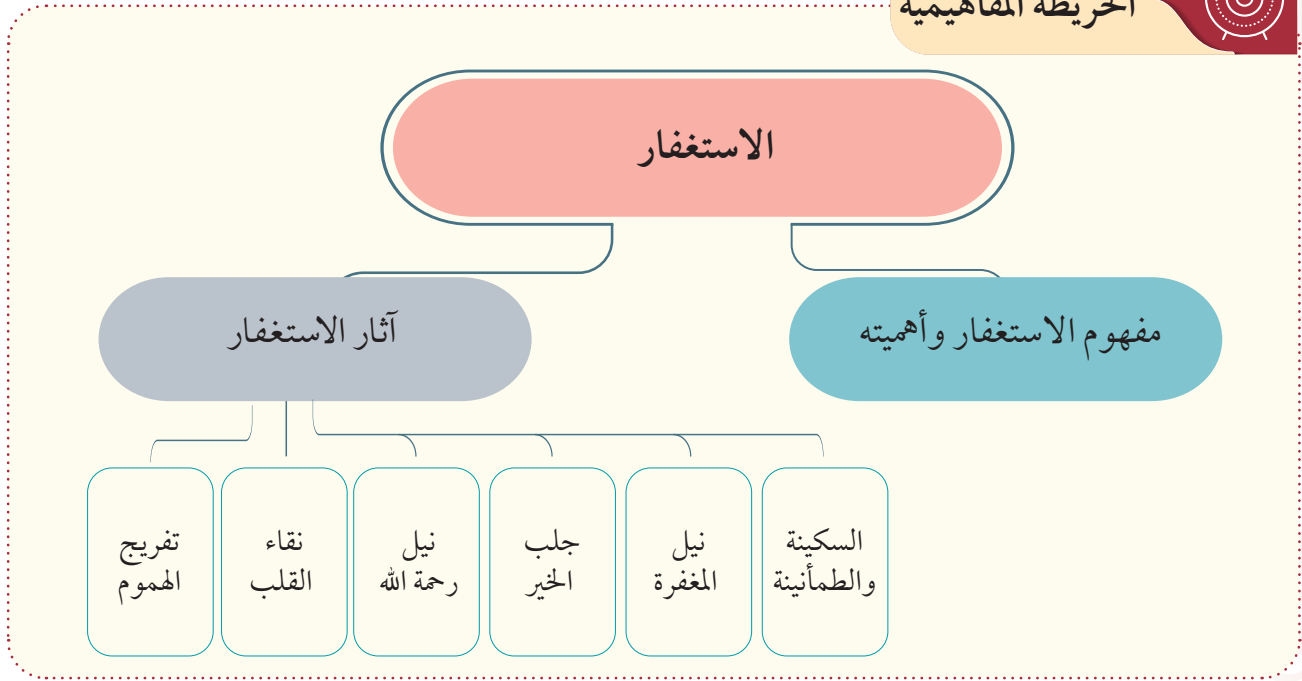 الخريطة المفاهيمية
الاستغفار
مفهوم الاستغفار وأهميته
آثار الاستغفار
السكينة
والطمأنينة
نيل
المغفرة
جلب
الخير
نيل
رحمة الله
نقاء
القلب
تفريج
الهموم